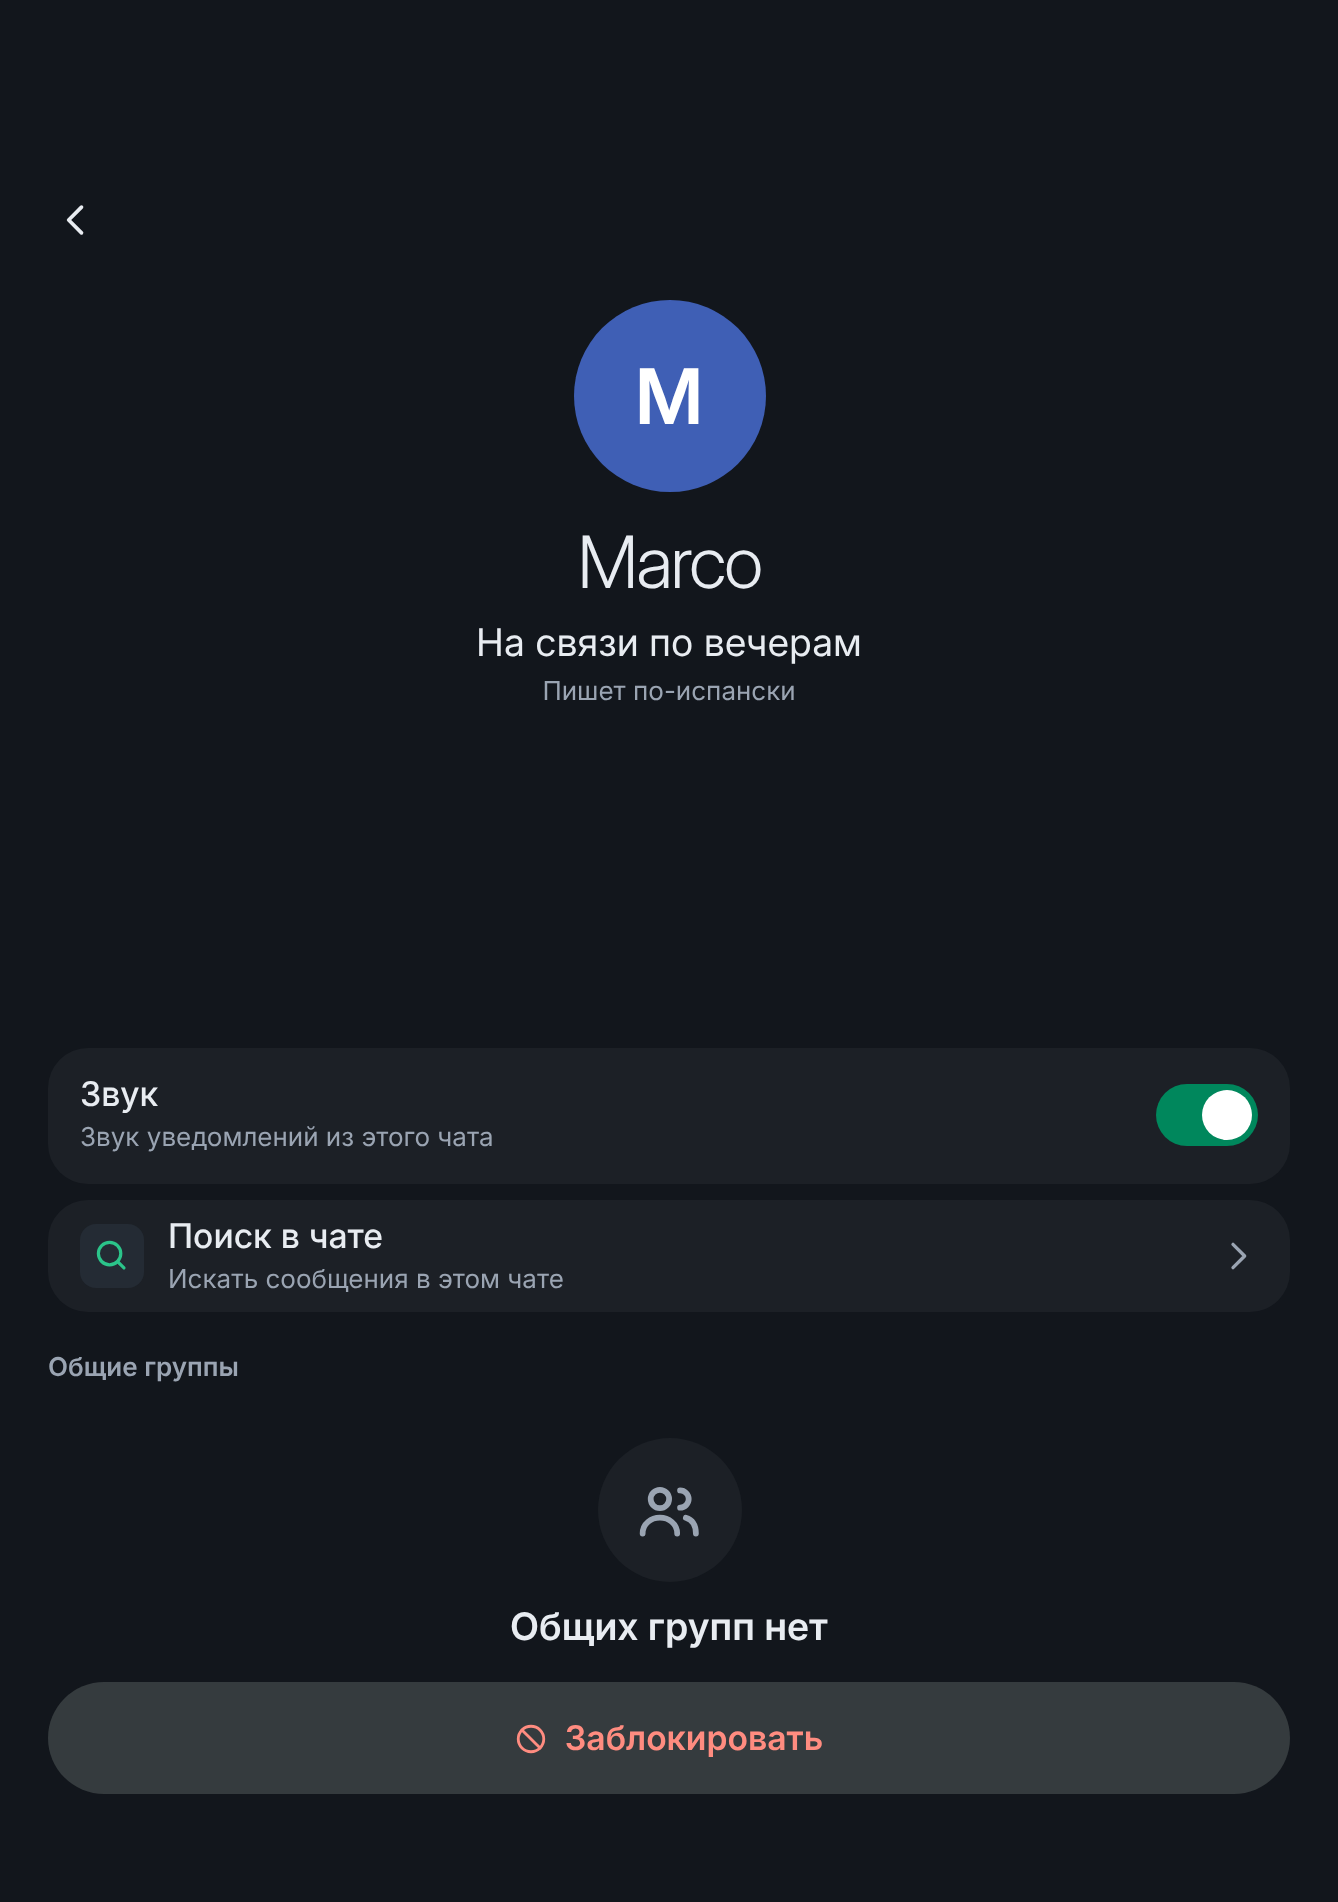 M
Marco
На связи по вечерам
Пишет по-испански
Звук
Звук уведомлений из этого чата
Поиск в чате
Искать сообщения в этом чате
Общие группы
Общих групп нет
Заблокировать